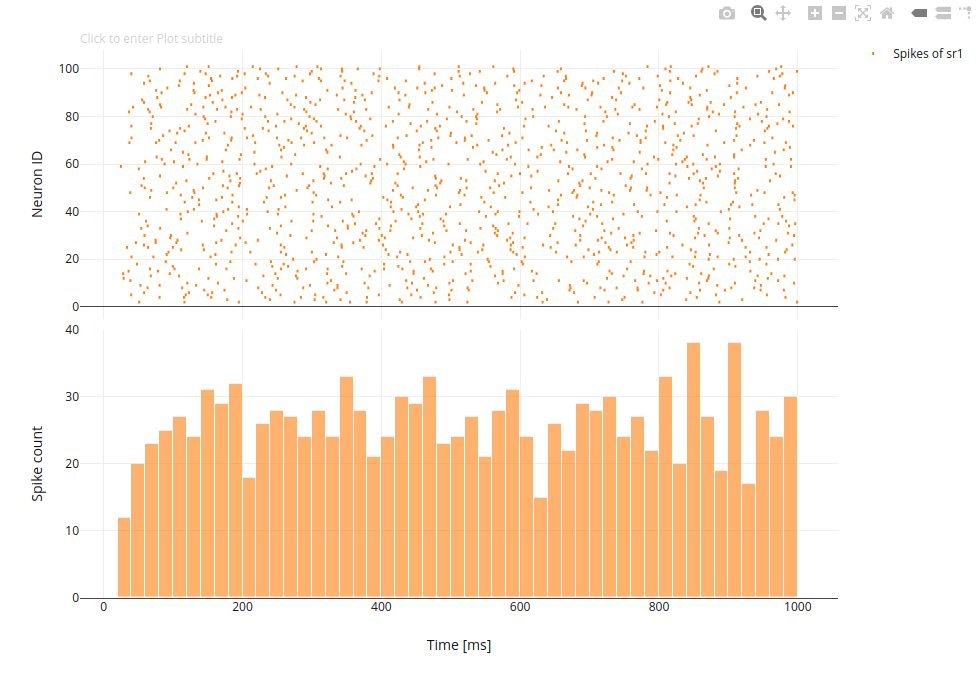 Click to enter Plot subtitle
Spikes of sr1
100
80
60
40
20
0
Neuron ID
40
30
20
10
0
Spike count
0 200 400 600 800 1000
Time [ms]